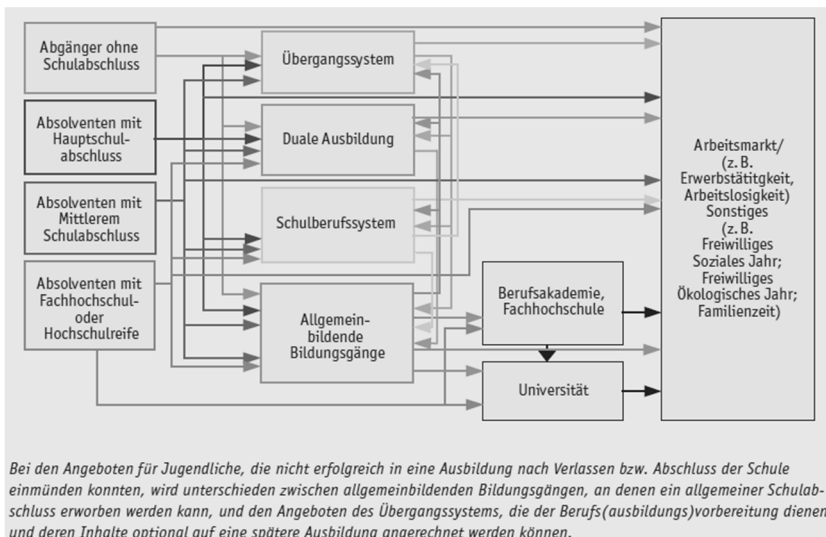 Abgänger ohne
Schulabschluss
Absolventen mit
Hauptschul-
abschluss
Absolventen mit
Mittlerem
Schulabschluss
Absolventen mit
Fachhochschul-
oder
Hochschulreife
Übergangssystem
Duale Ausbildung
Schulberufssystem
Allgemein-
bildende
Bildungsgänge
Berufsakademie,
Fachhochschule
Universität
Arbeitsmarkt/
(z. B.
Erwerbstätitgkeit,
Arbeitslosigkeit)
Sonstiges
(z. B.
Freiwilliges
Soziales Jahr;
Freiwilliges
Ökologisches Jahr;
Familienzeit)
Bei den Angeboten für Jugendliche, die nicht erfolgreich in eine Ausbildung nach Verlassen bzw. Abschluss der Schule
einmünden konnten, wird unterschieden zwischen allgemeinbildenden Bildungsgängen, an denen ein allgemeiner Schulab-
schluss erworben werden kann, und den Angeboten des Übergangssystems, die der Berufs(ausbildungs)vorbereitung dienen
und deren Inhalte optional auf eine spätere Ausbildung angerechnet werden können.